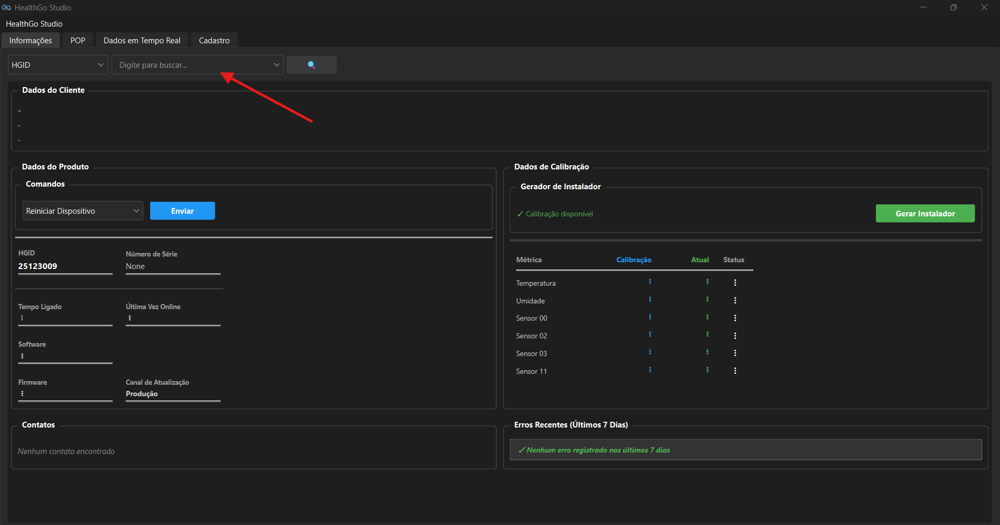 HealthGo Studio
HealthGo Studio
Informações POP Dados em Tempo Real Cadastro
HGID Digite para buscar...
Dados do Cliente
-
-
-
Dados do Produto
Comandos
Reiniciar Dispositivo Enviar
HGID Número de Série
25123009 None
Tempo Ligado Última Vez Online
Software
Firmware Canal de Atualização
Produção
Dados de Calibração
Gerador de Instalador
✓ Calibração disponível Gerar Instalador
Métrica Calibração Atual Status
Temperatura
Umidade
Sensor 00
Sensor 02
Sensor 03
Sensor 11
Contatos
Nenhum contato encontrado
Erros Recentes (Últimos 7 Dias)
✓ Nenhum erro registrado nos últimos 7 dias